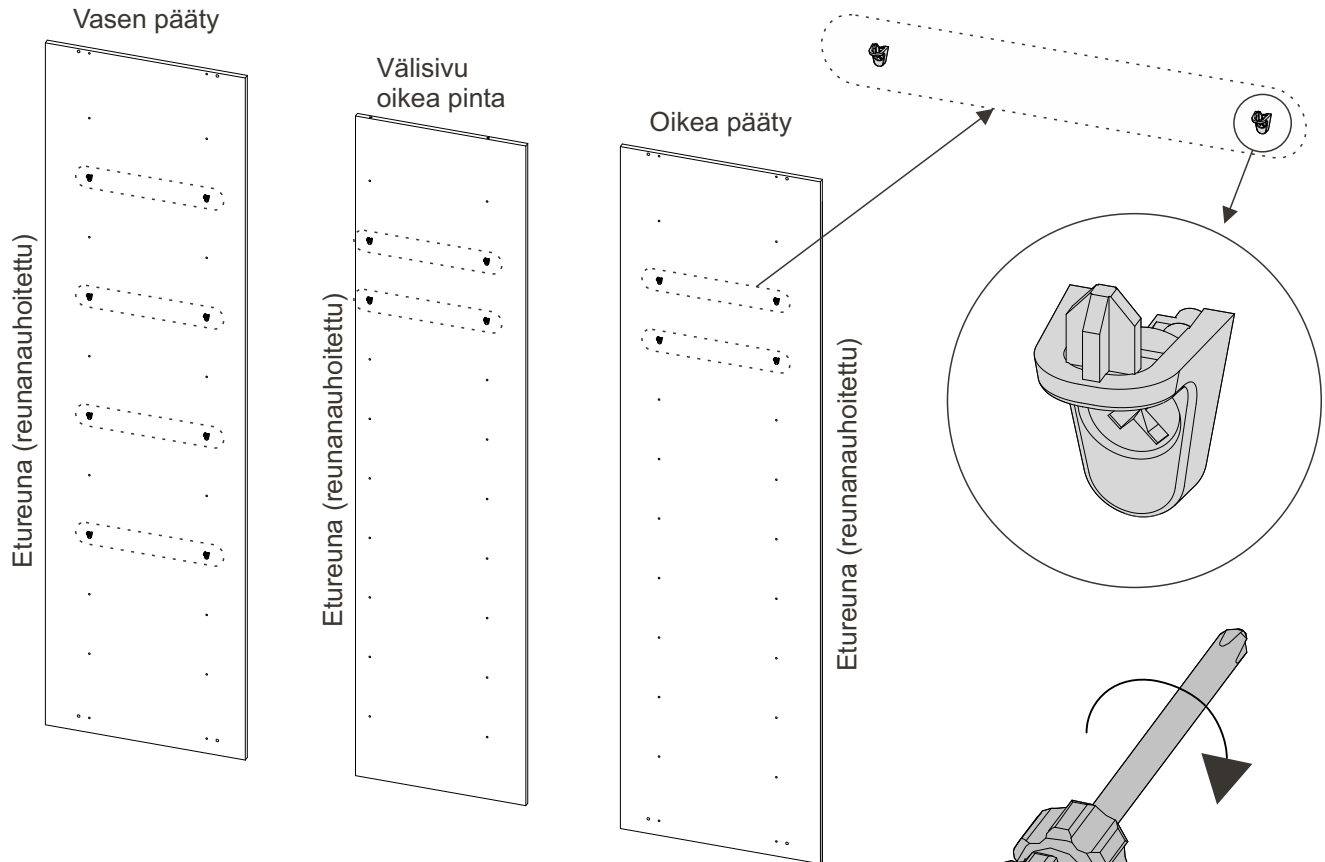 Vasen pääty
Välisivu
oikea pinta
Oikea pääty
Etureuna (reunanauhoitettu)
Etureuna (reunanauhoitettu)
Etureuna (reunanauhoitettu)